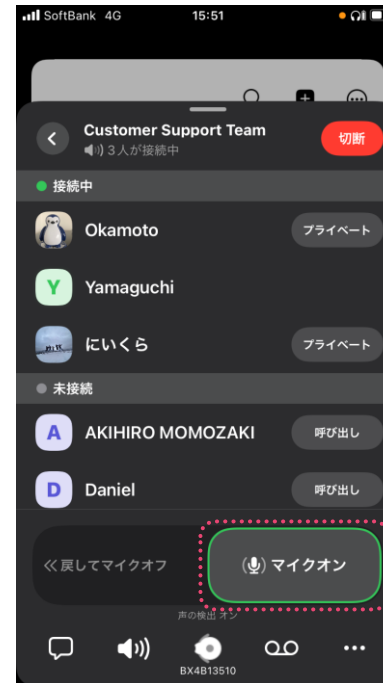 SoftBank 4G 15:51
Customer Support Team
3人が接続中
切断
接続中
Okamoto
プライベート
Y
Yamaguchi
にいくら
プライベート
未接続
A
AKIHIRO MOMOZAKI
呼び出し
D
Daniel
呼び出し
≪戻してマイクオフ
マイクオン
声の検出 オン
BX4B13510